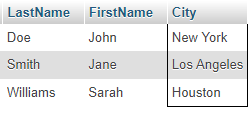 LastName FirstName City
Doe John New York
Smith Jane Los Angeles
Williams Sarah Houston